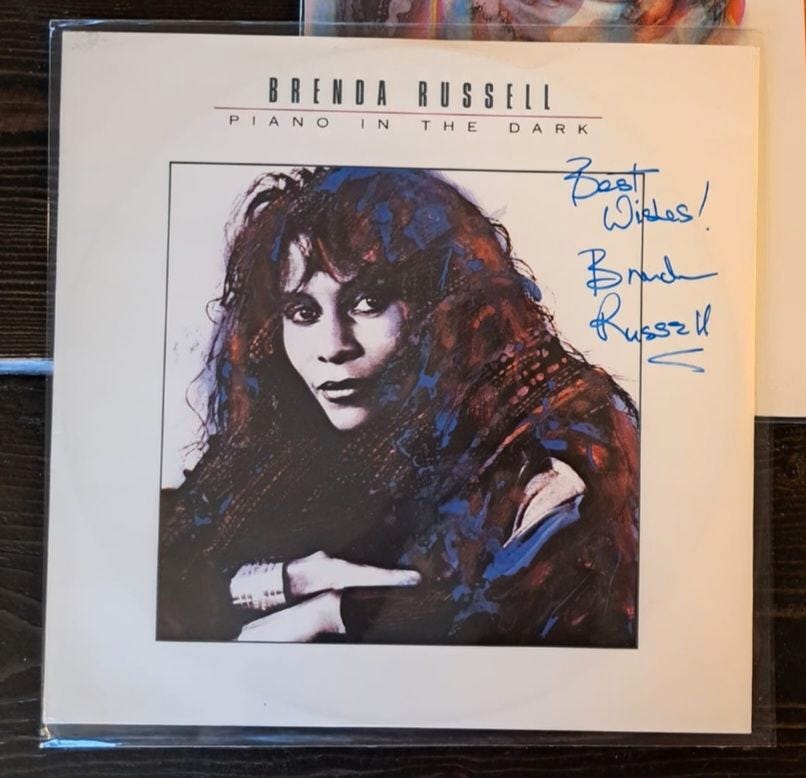 BRENDA RUSSELL
PIANO IN THE DARK
Best
Wishes!
Brenda
Russell